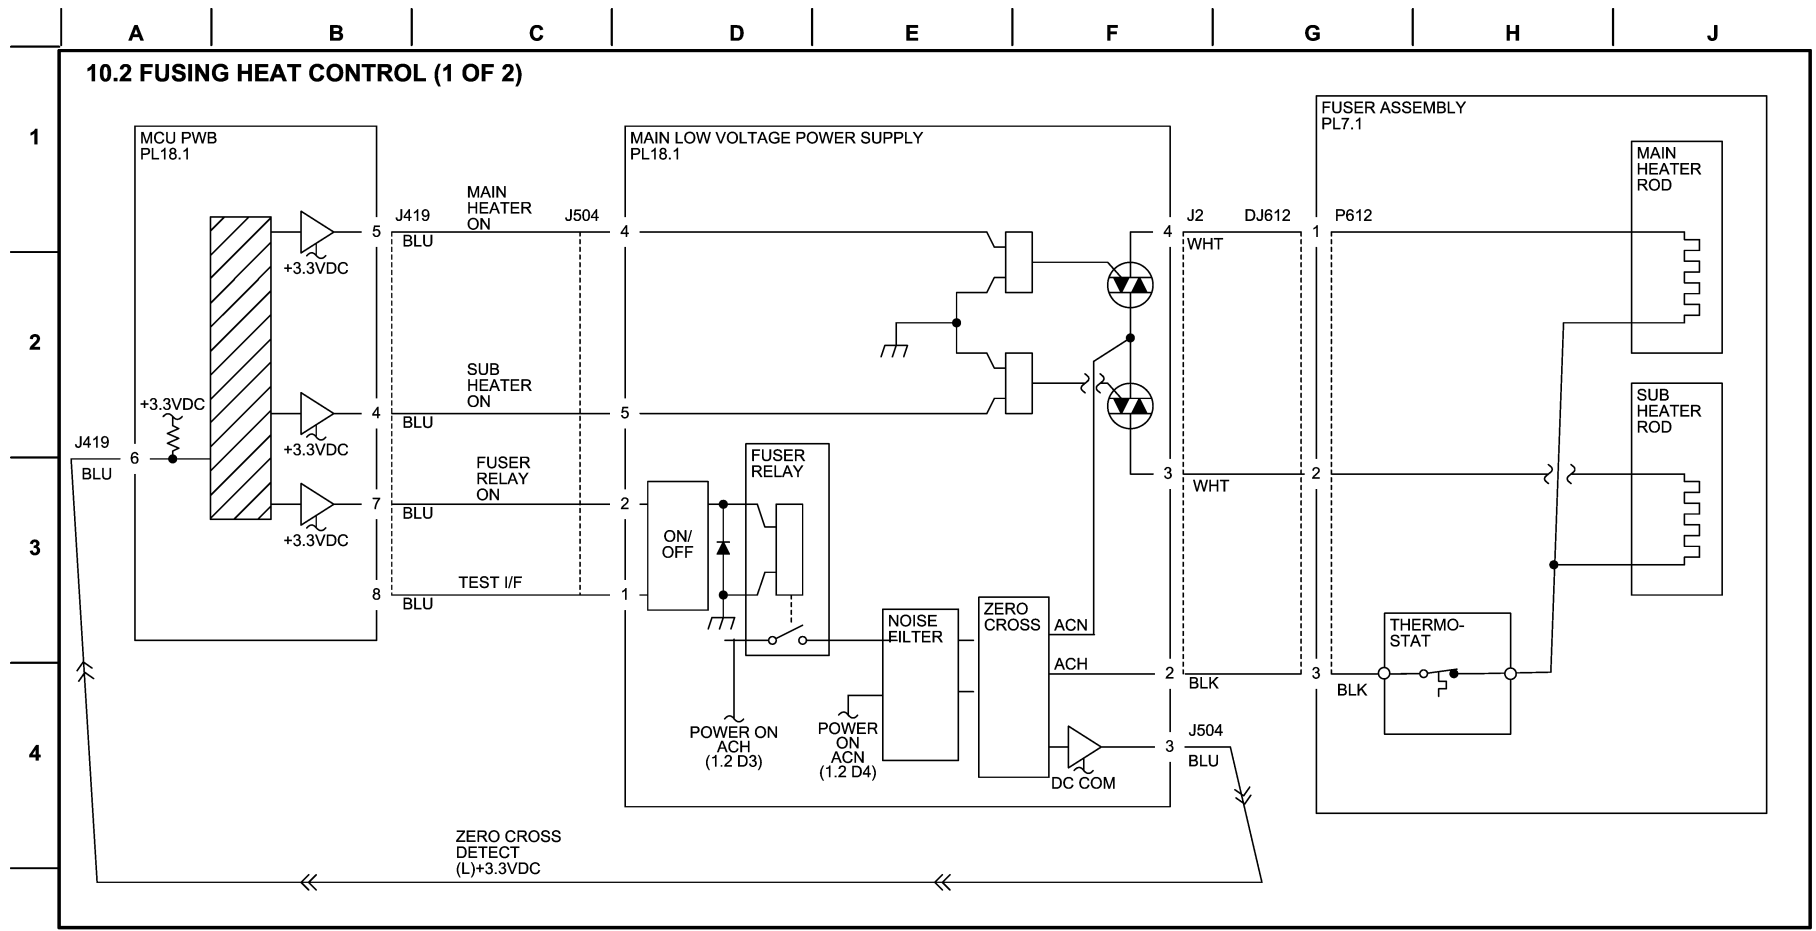 A B C D E F G H J
10.2 FUSING HEAT CONTROL (1 OF 2)
1
2
3
4
MCU PWB
PL18.1
+3.3VDC
+3.3VDC
+3.3VDC
+3.3VDC
J419
6
BLU
5
4
7
8
J419
BLU
BLU
BLU
BLU
MAIN
HEATER
ON
SUB
HEATER
ON
FUSER
RELAY
ON
TEST I/F
J504
4
5
2
1
MAIN LOW VOLTAGE POWER SUPPLY
PL18.1
ON/
OFF
FUSER
RELAY
POWER ON
ACH
(1.2 D3)
POWER
ON
ACN
(1.2 D4)
NOISE
FILTER
ZERO
CROSS
ACN
ACH
DC COM
4
3
2
3
J2
WHT
WHT
BLK
J504
BLU
DJ612
1
2
3
P612
BLK
FUSER ASSEMBLY
PL7.1
MAIN
HEATER
ROD
SUB
HEATER
ROD
THERMO-
STAT
ZERO CROSS
DETECT
(L)+3.3VDC